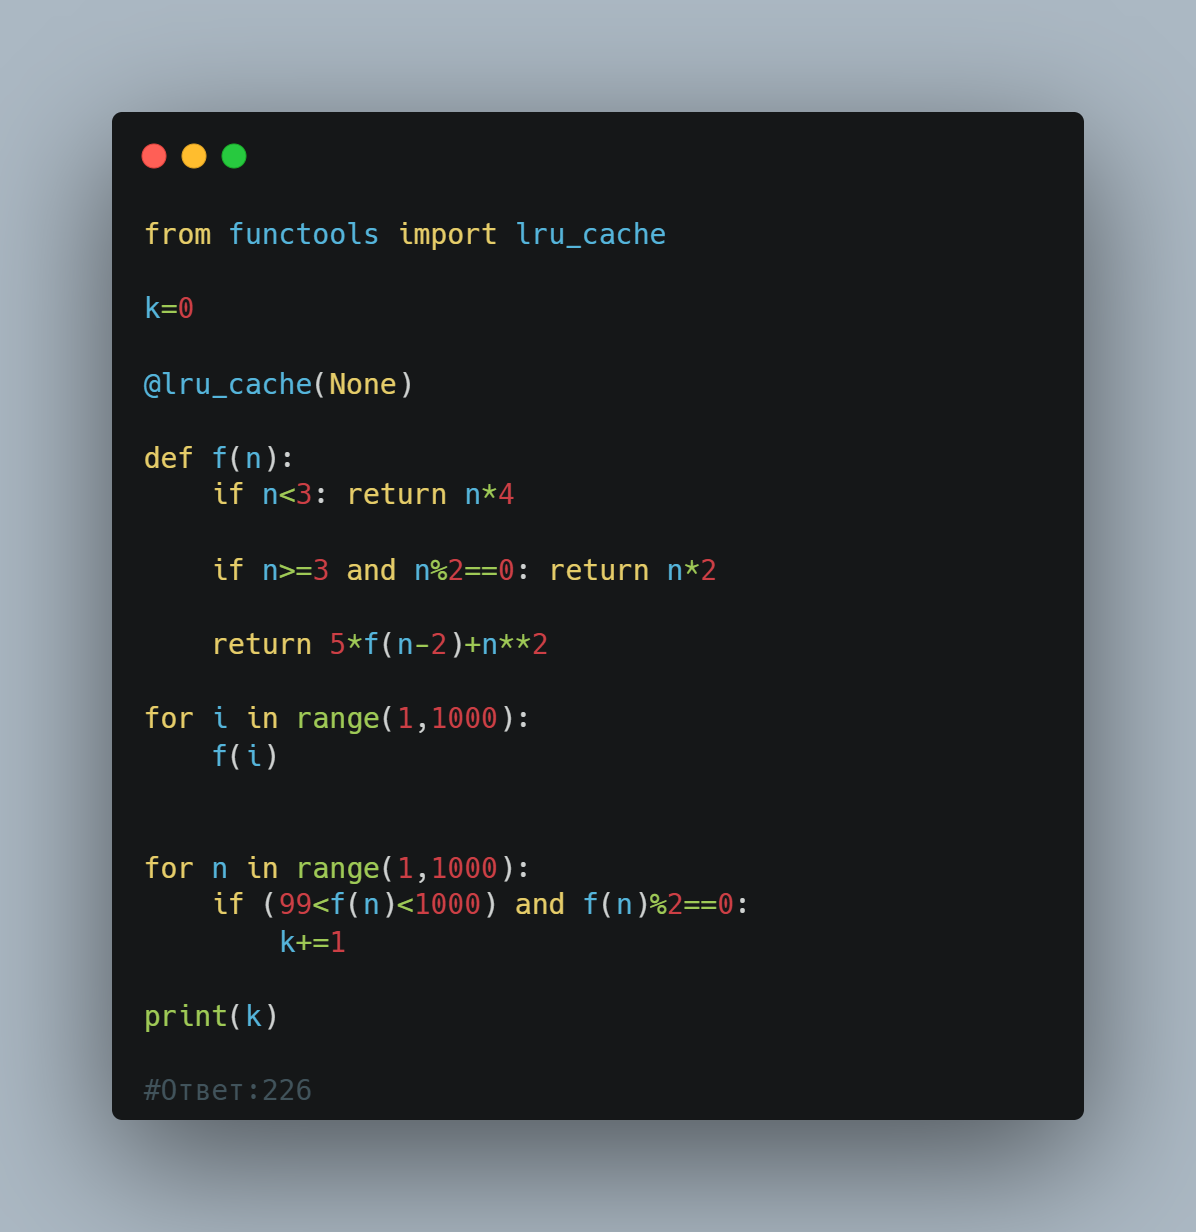 from functools import lru_cache
k=0
@lru_cache(None)
def f(n):
    if n<3: return n*4
    if n>=3 and n%2==0: return n*2
    return 5*f(n-2)+n**2
for i in range(1,1000):
    f(i)
for n in range(1,1000):
    if (99<f(n)<1000) and f(n)%2==0:
        k+=1
print(k)
#Ответ:226